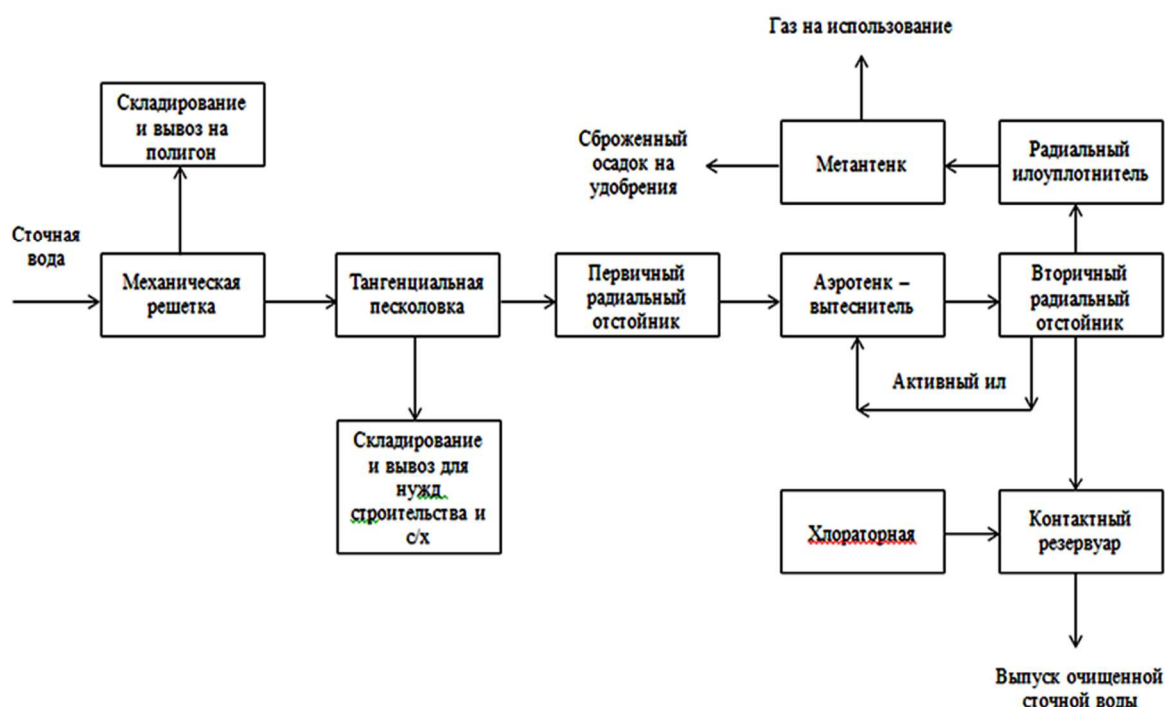 Газ на использование
Складирование
и вывоз на
полигон
Сброженный
осадок на
удобрения
Метантенк
Радиальный
илоуплотнитель
Сточная
вода
Механическая
решетка
Тангенциальная
песколовка
Первичный
радиальный
отстойник
Аэротенк –
вытеснитель
Вторичный
радиальный
отстойник
Активный ил
Складирование
и вывоз для
нужд
строительства и
с/х
Хлораторная
Контактный
резервуар
Выпуск очищенной
сточной воды